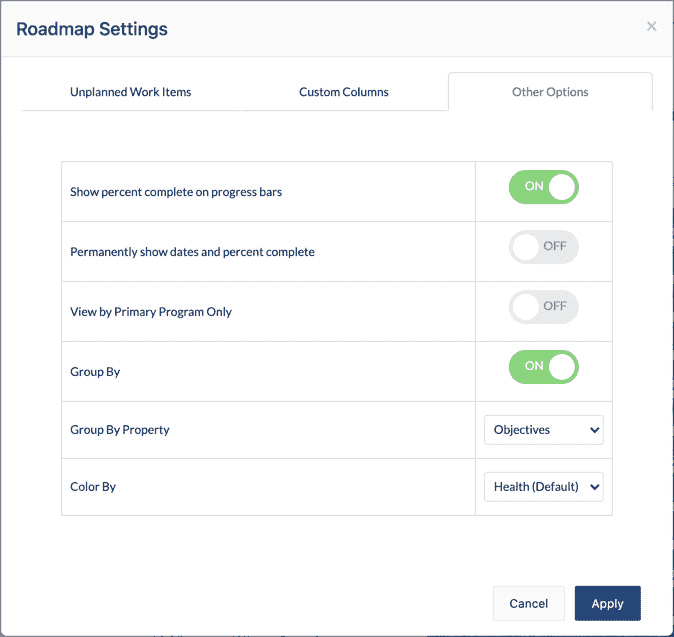 Roadmap Settings
×
Unplanned Work Items Custom Columns Other Options
Show percent complete on progress bars ON
Permanently show dates and percent complete OFF
View by Primary Program Only OFF
Group By ON
Group By Property Objectives
Color By Health (Default)
Cancel Apply